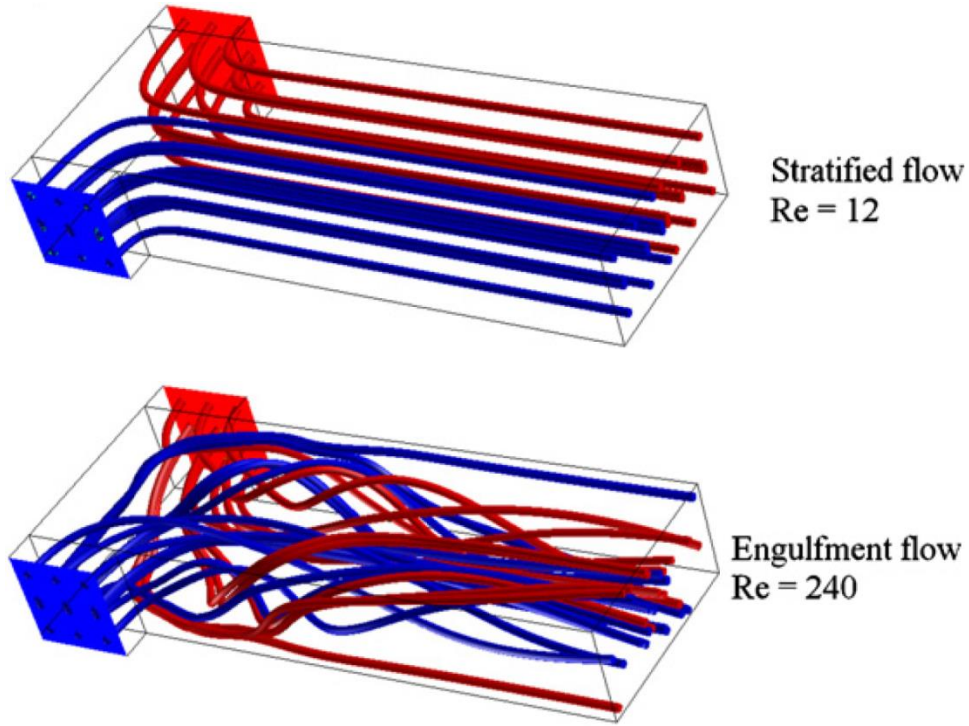 Stratified flow
Re = 12
Engulfment flow
Re = 240